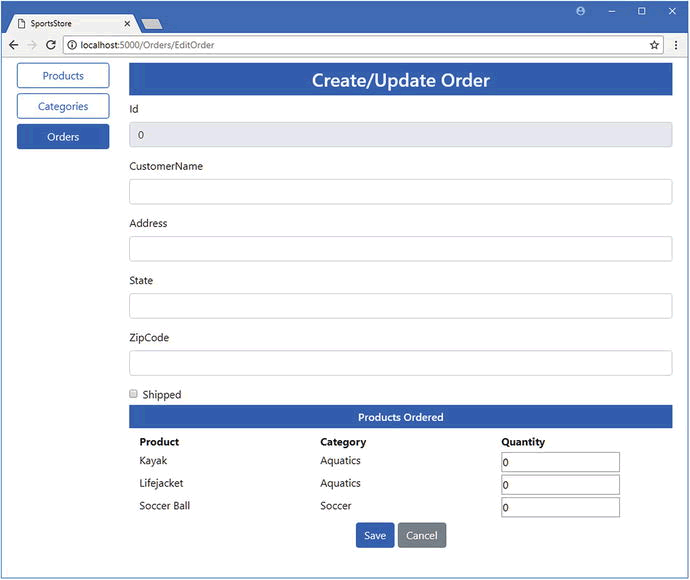 SportsStore
localhost:5000/Orders/EditOrder
Products
Categories
Orders
Create/Update Order
Id
0
CustomerName
Address
State
ZipCode
Shipped
Products Ordered
Product Category Quantity
Kayak Aquatics 0
Lifejacket Aquatics 0
Soccer Ball Soccer 0
Save Cancel